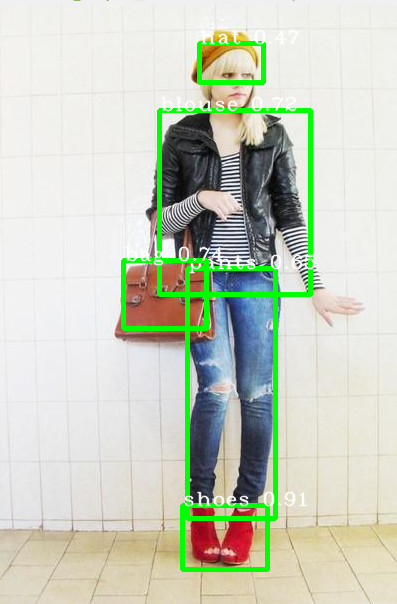 hat 0.47
blouse 0.72
bag 0.74
pants 0.65
shoes 0.91